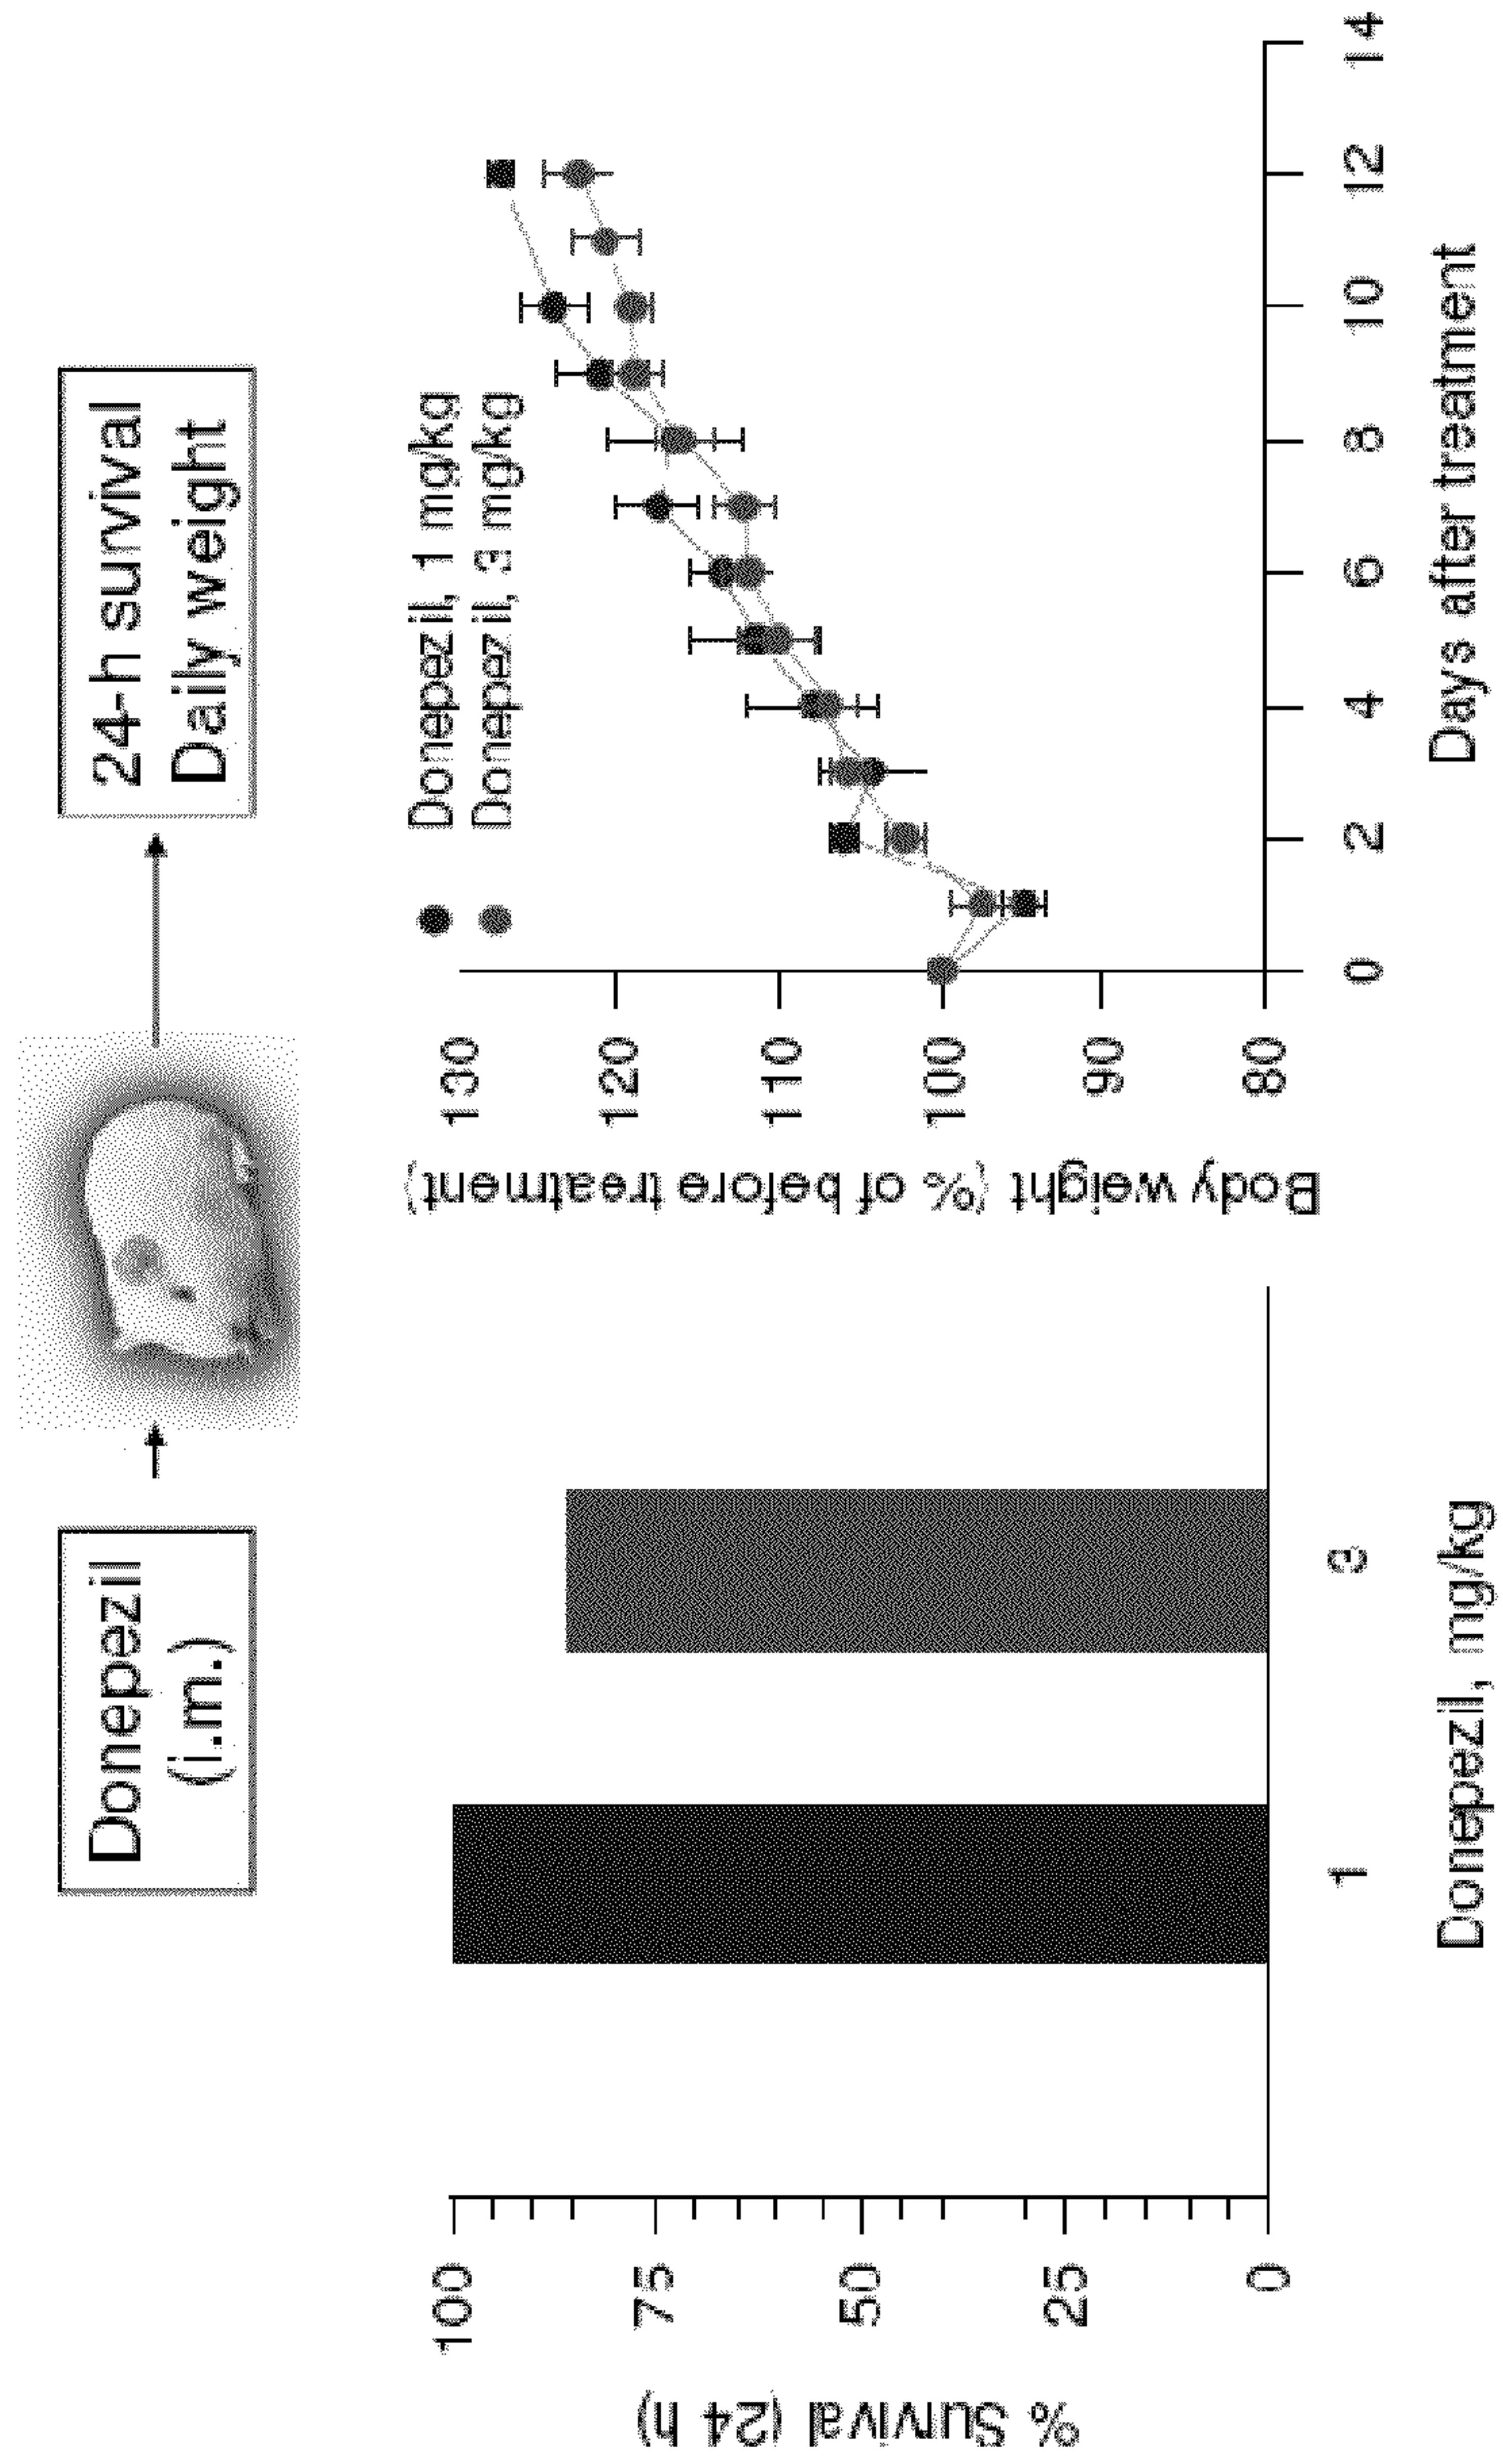 Donepezil
(i.m.)
24-h survival
Daily weight
% Survival (24 h)
100
75
50
25
0
1
3
Donepezil, mg/kg
Body weight (% of before treatment)
130
120
110
100
90
80
Donepezil, 1 mg/kg
Donepezil, 3 mg/kg
0
2
4
6
8
10
12
14
Days after treatment